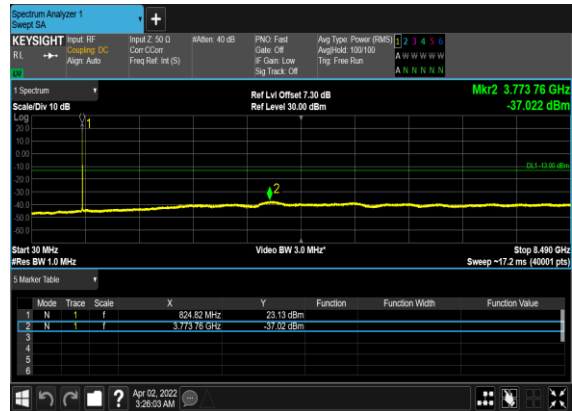 Spectrum Analyzer 1
Swept SA
+
KEYSIGHT Input: RF Input Z: 50 Ω #Atten: 40 dB PNO: Fast Avg Type: Power (RMS) 1 2 3 4 5 6
RL Coupling: DC Corr CCorr Gate: Off Avg|Hold: 100/100 A W W W W W
Align: Auto Freq Ref: Int (S) IF Gain: Low Trig: Free Run
Sig Track: Off A N N N N N
1 Spectrum Ref Lvl Offset 7.30 dB Mkr2 3.773 76 GHz
Scale/Div 10 dB Ref Level 30.00 dBm -37.022 dBm
Log
1
20.0
10.0
0.00
-10.0
DL1 -13.00 dBm
-20.0
-30.0
2
-40.0
-50.0
-60.0
Start 30 MHz Video BW 3.0 MHz* Stop 8.490 GHz
#Res BW 1.0 MHz Sweep ~17.2 ms (40001 pts)
5 Marker Table
Mode Trace Scale X Y Function Function Width Function Value
1 N 1 f 824.82 MHz 23.13 dBm
2 N 1 f 3.773 76 GHz -37.02 dBm
3
4
5
6
? Apr 02, 2022
3:26:03 AM